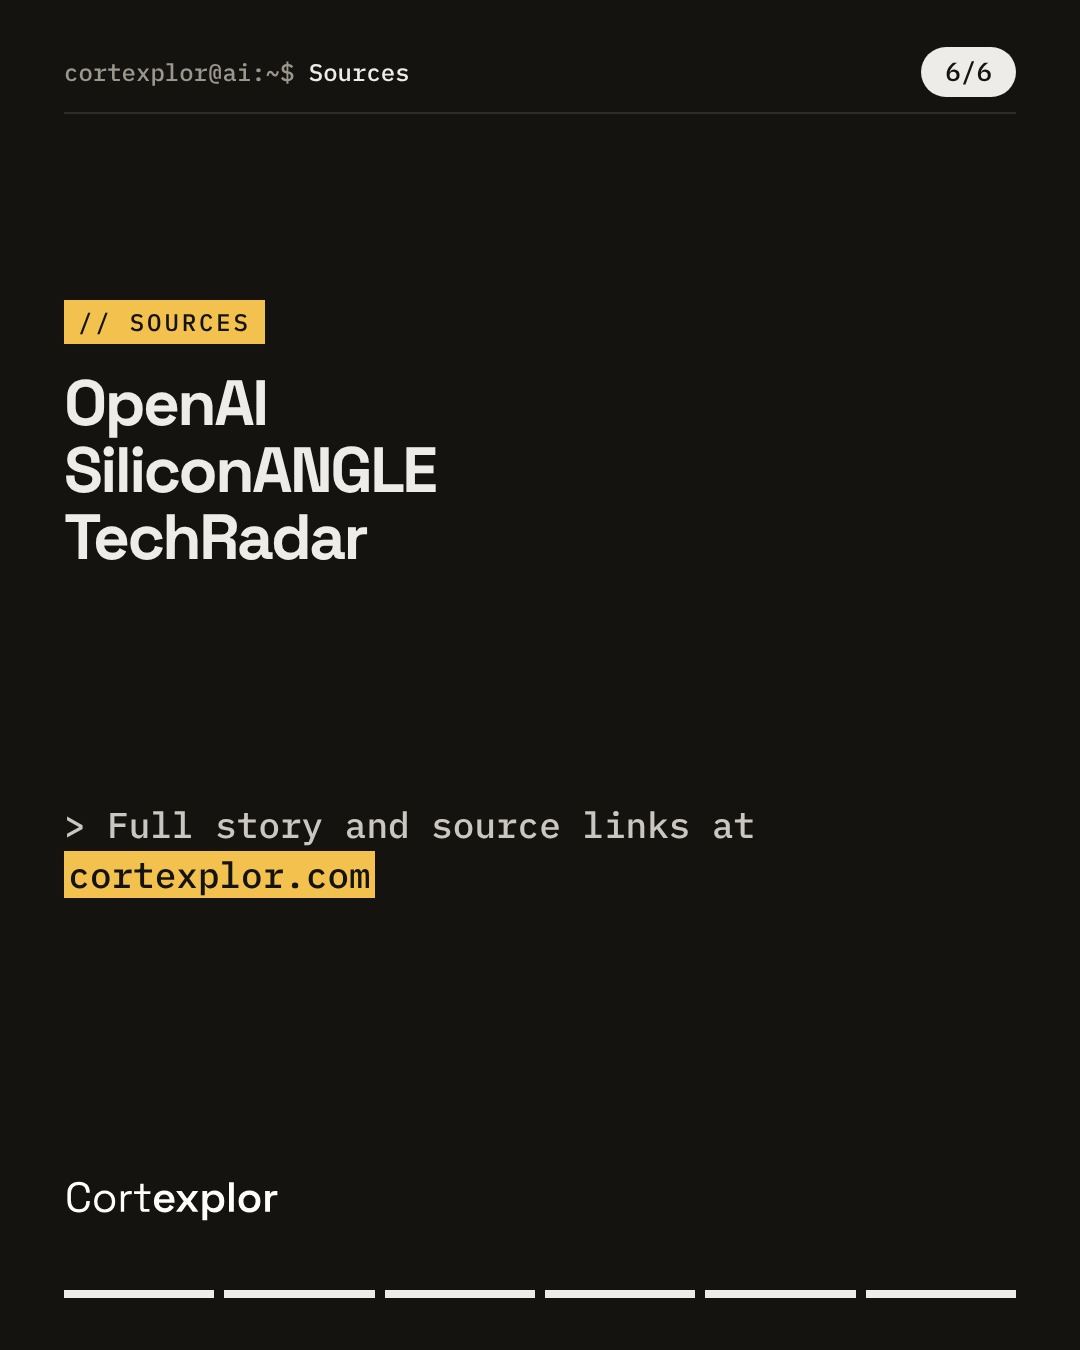 cortexplor@ai:~$ Sources
6/6
// SOURCES
OpenAI
SiliconANGLE
TechRadar
> Full story and source links at
cortexplor.com
Cortexplor